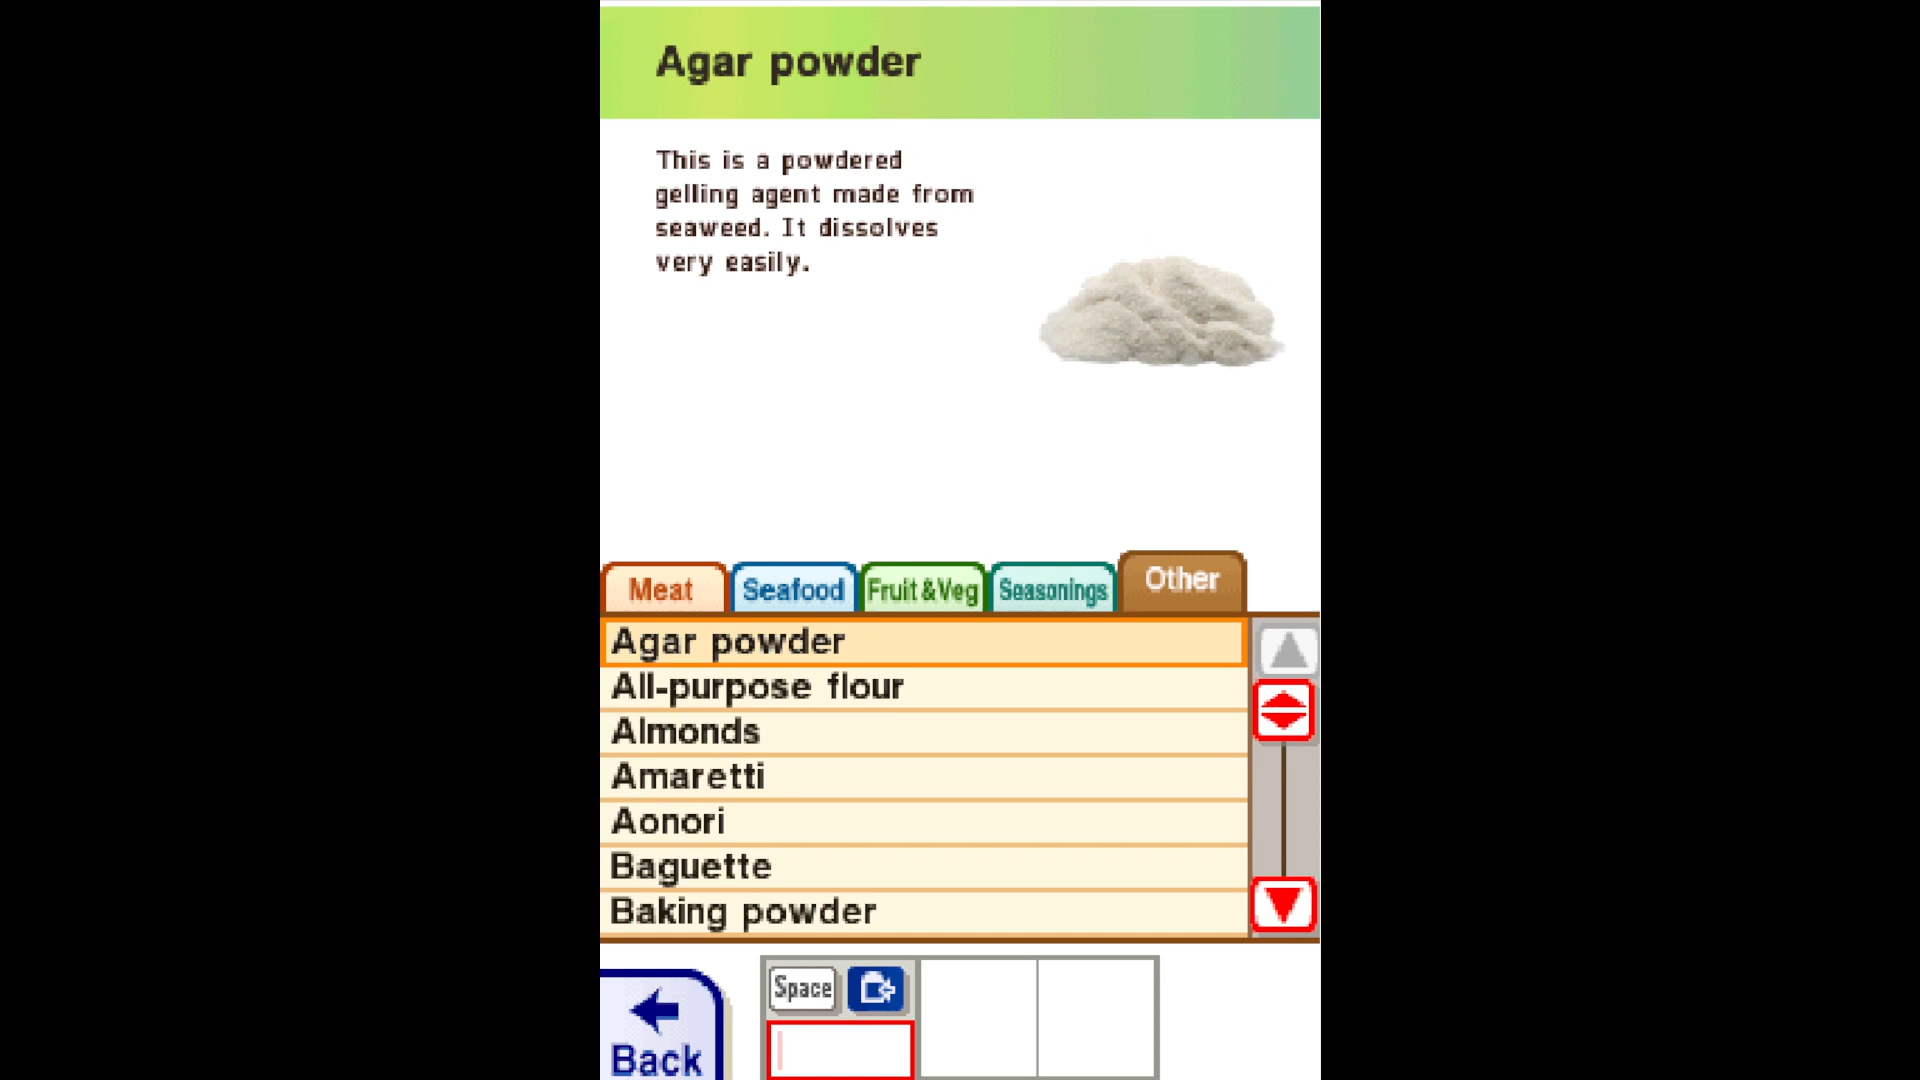 Agar powder
This is a powdered
gelling agent made from
seaweed. It dissolves
very easily.
Meat Seafood Fruit&Veg Seasonings Other
Agar powder
All-purpose flour
Almonds
Amaretti
Aonori
Baguette
Baking powder
Space
Back